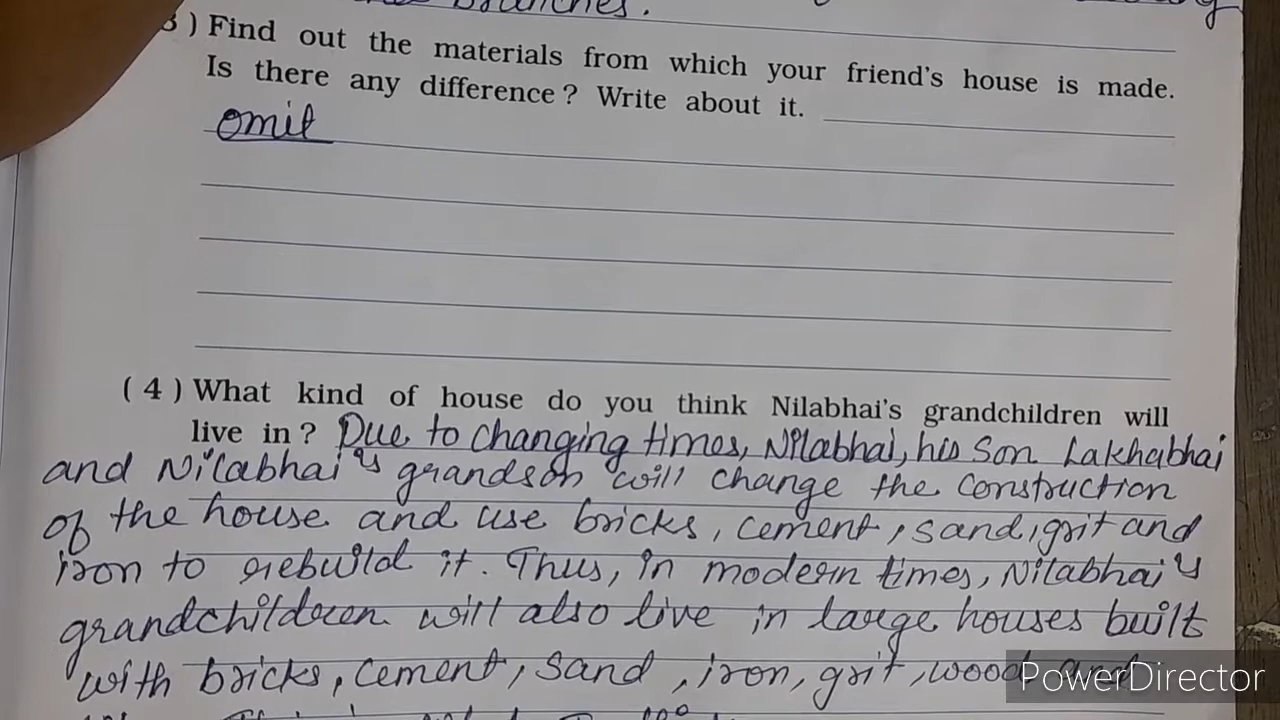 branches.
3 ) Find out the materials from which your friend's house is made.
Is there any difference ? Write about it.
omit
( 4 ) What kind of house do you think Nilabhai's grandchildren will
live in ? Due to changing times, Nilabhai, his Son Lakhabhai
and Nilabhai's grandson will change the construction
of the house and use bricks, cement, sand, grit and
iron to rebuild it. Thus, in modern times, Nilabhai's
grandchildren will also live in large houses built
with bricks, cement, sand, iron, grit, wood and
PowerDirector